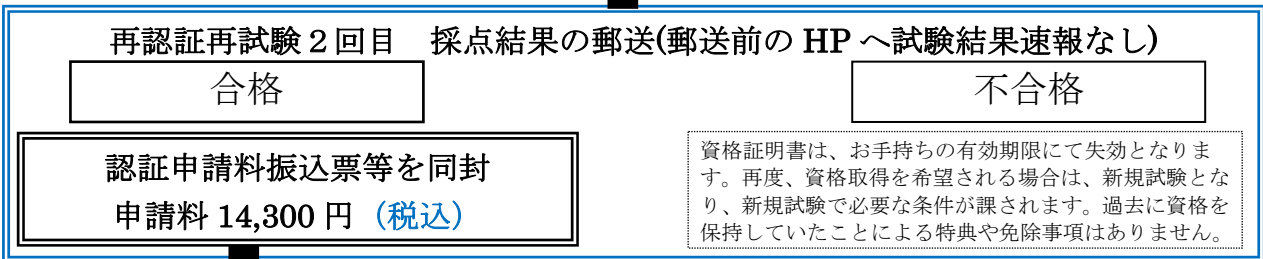 再認証再試験２回目　採点結果の郵送(郵送前の HP へ試験結果速報なし)
合格
不合格
認証申請料振込票等を同封
申請料 14,300 円（税込）
資格証明書は、お手持ちの有効期限にて失効となりま
す。再度、資格取得を希望される場合は、新規試験とな
り、新規試験で必要な条件が課されます。過去に資格を
保持していたことによる特典や免除事項はありません。